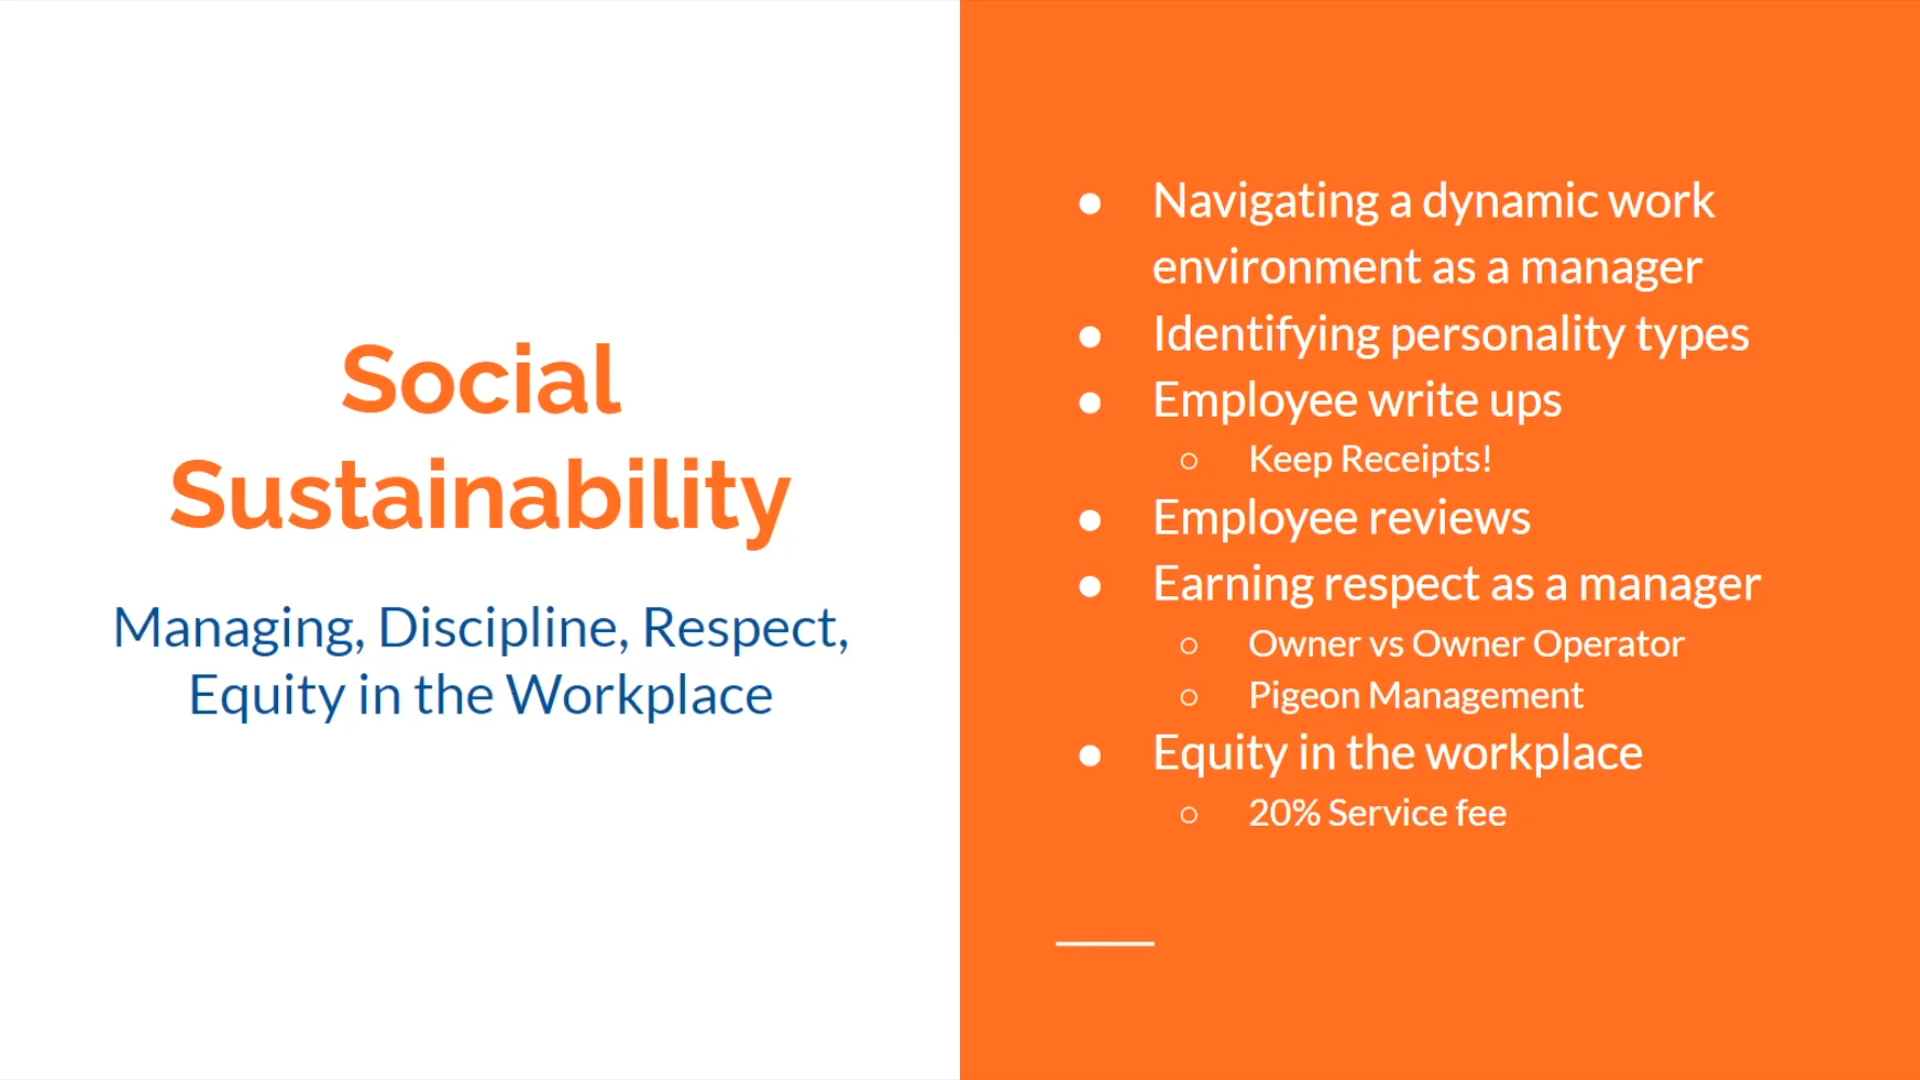 Social
Sustainability
Managing, Discipline, Respect,
Equity in the Workplace
● Navigating a dynamic work
environment as a manager
● Identifying personality types
● Employee write ups
○ Keep Receipts!
● Employee reviews
● Earning respect as a manager
○ Owner vs Owner Operator
○ Pigeon Management
● Equity in the workplace
○ 20% Service fee